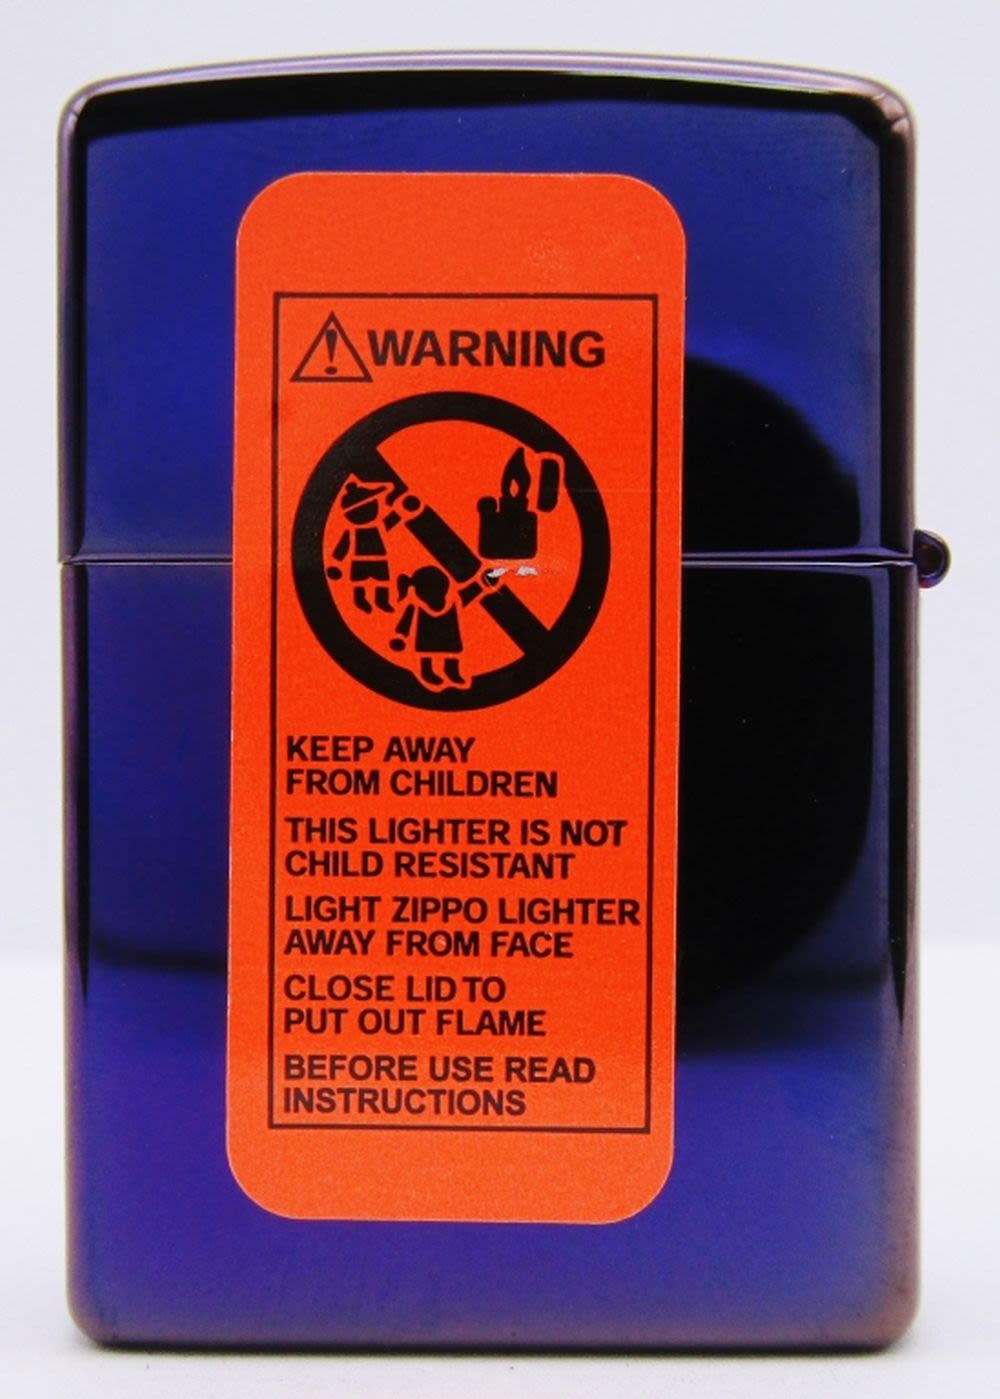 WARNING
KEEP AWAY
FROM CHILDREN
THIS LIGHTER IS NOT
CHILD RESISTANT
LIGHT ZIPPO LIGHTER
AWAY FROM FACE
CLOSE LID TO
PUT OUT FLAME
BEFORE USE READ
INSTRUCTIONS